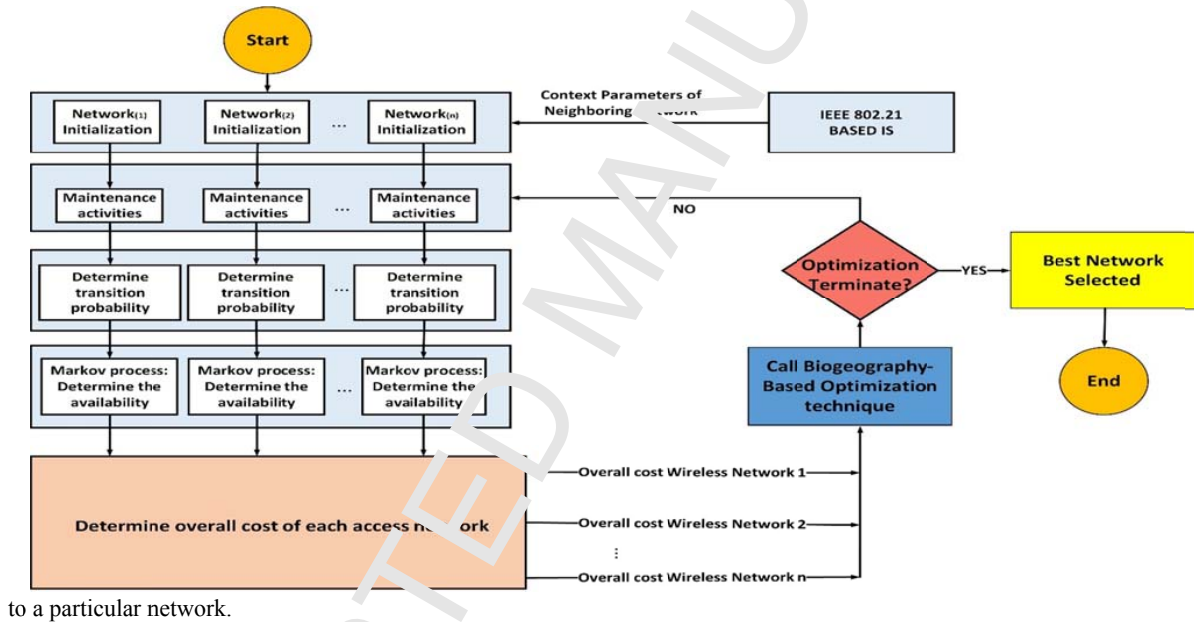 Start
Context Parameters of
Neighboring
Network(1)
Initialization
Network(2)
Initialization
...
Network(n)
Initialization
IEEE 802.21
BASED IS
Maintenance
activities
Maintenance
activities
...
Maintenance
activities
NO
Determine
transition
probability
Determine
transition
probability
...
Determine
transition
probability
Optimization
Terminate?
YES
Best Network
Selected
Markov process:
Determine the
availability
Markov process:
Determine the
availability
...
Markov process:
Determine the
availability
Call Biogeography-
Based Optimization
technique
End
Determine overall cost of each access
Overall cost Wireless Network 1
Overall cost Wireless Network 2
⋮
Overall cost Wireless Network n
to a particular network.
TED MANU